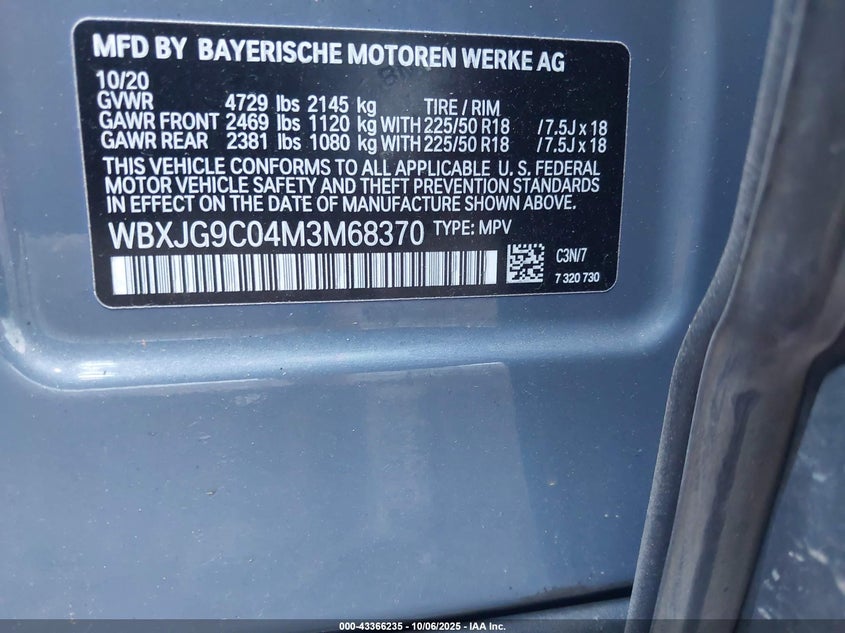 MFD BY BAYERISCHE MOTOREN WERKE AG
10/20
GVWR 4729 lbs 2145 kg TIRE / RIM
GAWR FRONT 2469 lbs 1120 kg WITH 225/50 R18 / 7.5J x 18
GAWR REAR 2381 lbs 1080 kg WITH 225/50 R18 / 7.5J x 18
THIS VEHICLE CONFORMS TO ALL APPLICABLE U. S. FEDERAL
MOTOR VEHICLE SAFETY AND THEFT PREVENTION STANDARDS
IN EFFECT ON THE DATE OF MANUFACTURE SHOWN ABOVE.
WBXJG9C04M3M68370 TYPE: MPV
C3N/7
7 320 730
000-43366235 - 10/06/2025 - IAA Inc.